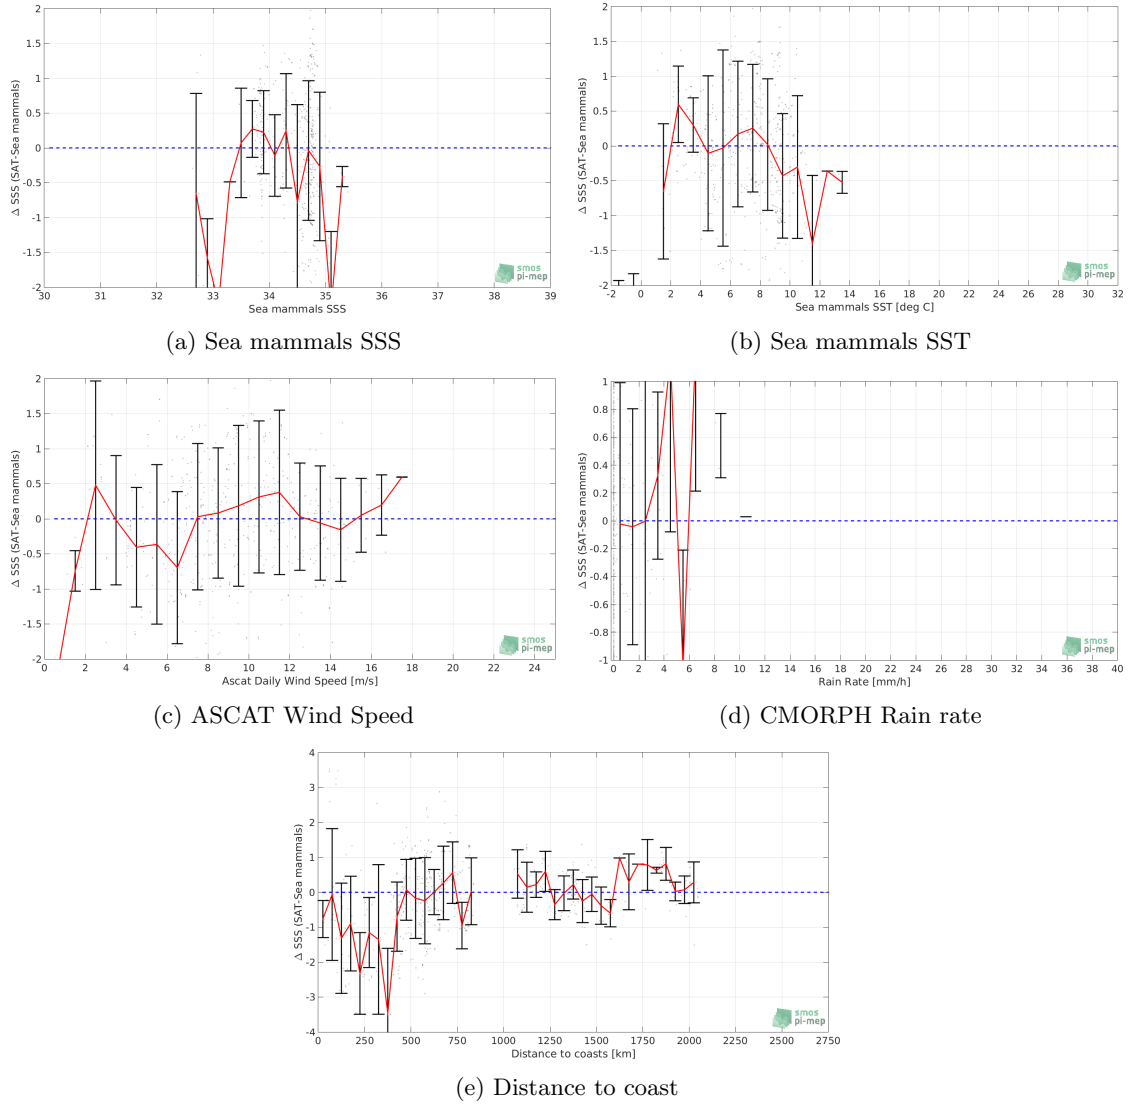 Δ SSS (SAT-Sea mammals)
2
1.5
1
0.5
0
-0.5
-1
-1.5
-2
30 31 32 33 34 35 36 37 38 39
Sea mammals SSS
smos
pi-mep
(a) Sea mammals SSS
Δ SSS (SAT-Sea mammals)
2
1.5
1
0.5
0
-0.5
-1
-1.5
-2
0 2 4 6 8 10 12 14 16 18 20 22 24 26 28 30 32
Sea mammals SST [deg C]
smos
pi-mep
(b) Sea mammals SST
Δ SSS (SAT-Sea mammals)
2
1.5
1
0.5
0
-0.5
-1
-1.5
-2
0 2 4 6 8 10 12 14 16 18 20 22 24
Ascat Daily Wind Speed [m/s]
smos
pi-mep
(c) ASCAT Wind Speed
Δ SSS (SAT-Sea mammals)
1
0.8
0.6
0.4
0.2
0
-0.2
-0.4
-0.6
-0.8
-1
0 2 4 6 8 10 12 14 16 18 20 22 24 26 28 30 32 34 36 38 40
Rain Rate [mm/h]
smos
pi-mep
(d) CMORPH Rain rate
Δ SSS (SAT-Sea mammals)
4
3
2
1
0
-1
-2
-3
-4
0 250 500 750 1000 1250 1500 1750 2000 2250 2500 2750
Distance to coasts [km]
smos
pi-mep
(e) Distance to coast